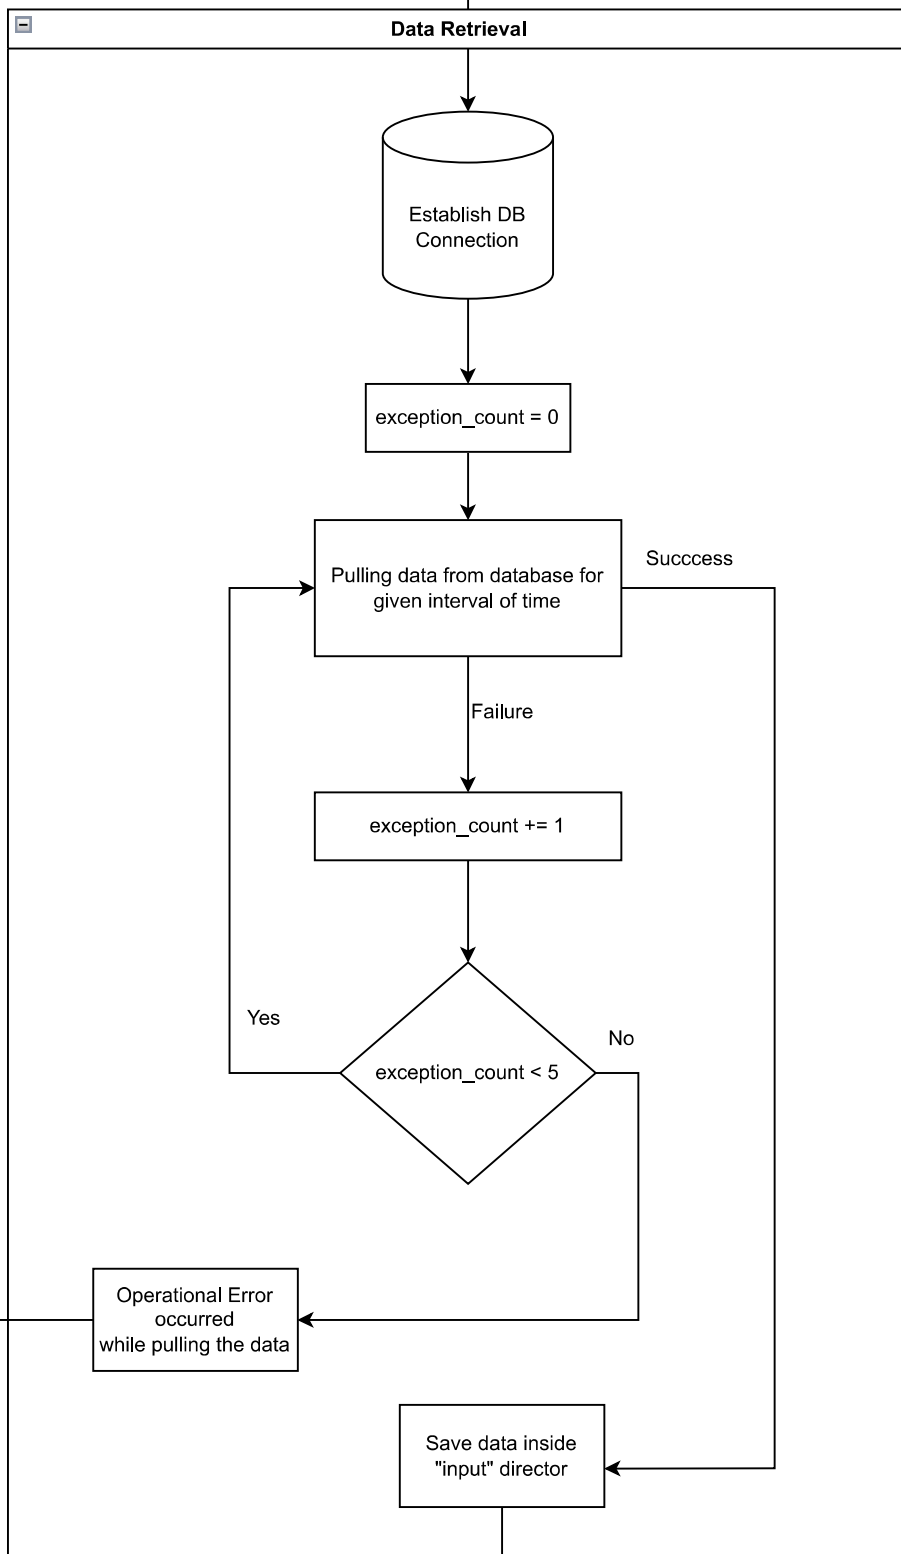 Data Retrieval
Establish DB
Connection
exception_count = 0
Pulling data from database for
given interval of time
Succcess
Failure
exception_count += 1
Yes
No
exception_count < 5
Operational Error
occurred
while pulling the data
Save data inside
"input" director